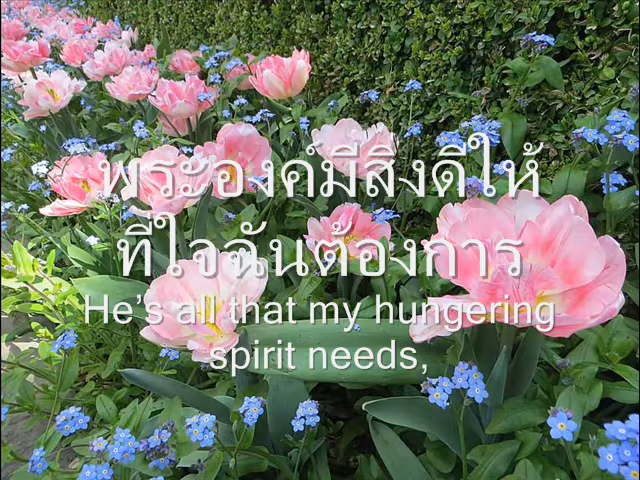 พระองค์มีสิ่งดีให้
ที่ใจฉันต้องการ
He's all that my hungering
spirit needs,